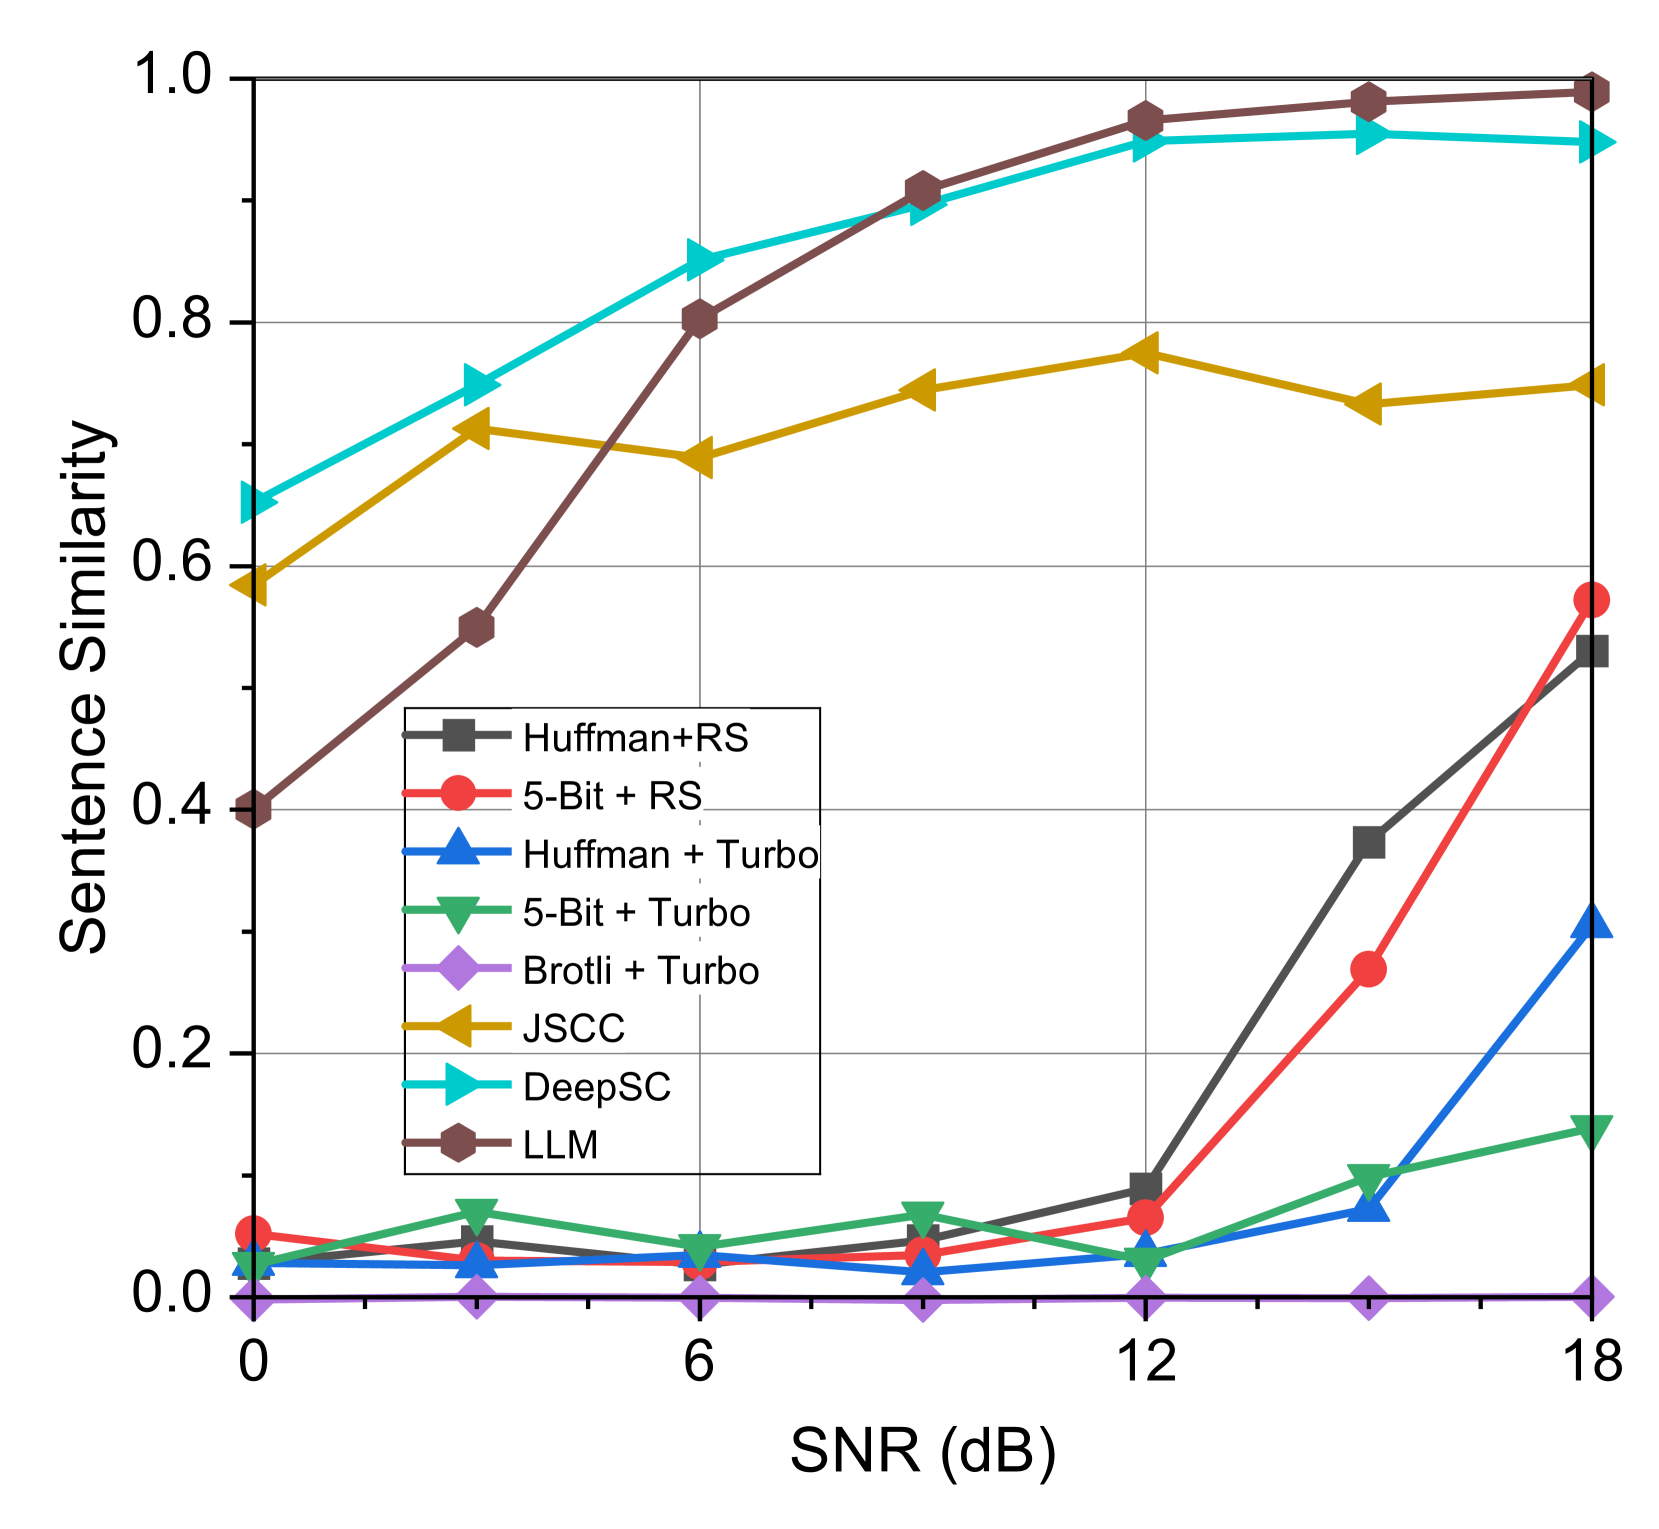 1.0
0.8
0.6
0.4
0.2
0.0
Sentence Similarity
Huffman+RS
5-Bit + RS
Huffman + Turbo
5-Bit + Turbo
Brotli + Turbo
JSCC
DeepSC
LLM
0 6 12 18
SNR (dB)